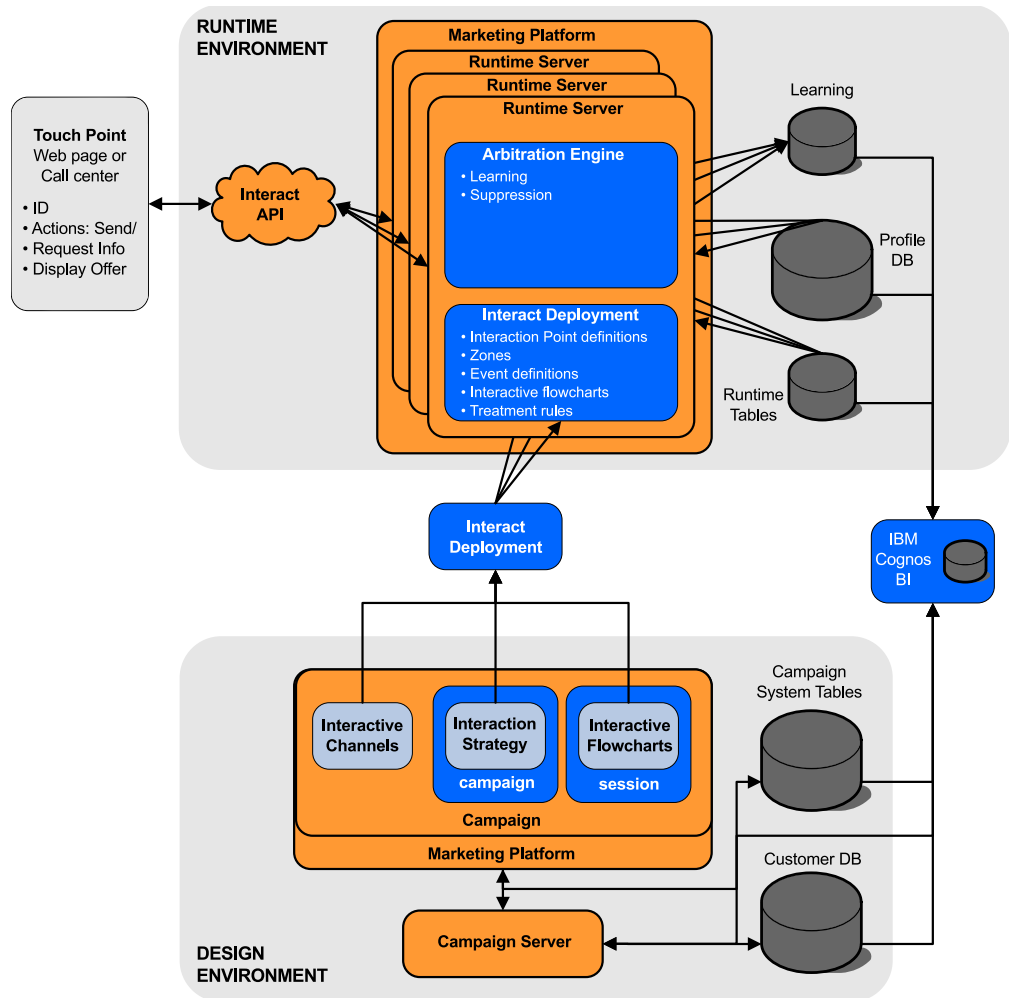 RUNTIME
ENVIRONMENT
Marketing Platform
Runtime Server
Runtime Server
Runtime Server
Arbitration Engine
• Learning
• Suppression
Interact Deployment
• Interaction Point definitions
• Zones
• Event definitions
• Interactive flowcharts
• Treatment rules
Touch Point
Web page or
Call center
• ID
• Actions: Send/
• Request Info
• Display Offer
Interact
API
Learning
Profile
DB
Runtime
Tables
Interact
Deployment
IBM
Cognos
BI
Interactive
Channels
Interaction
Strategy
campaign
Interactive
Flowcharts
session
Campaign
Marketing Platform
Campaign
System Tables
Customer DB
Campaign Server
DESIGN
ENVIRONMENT